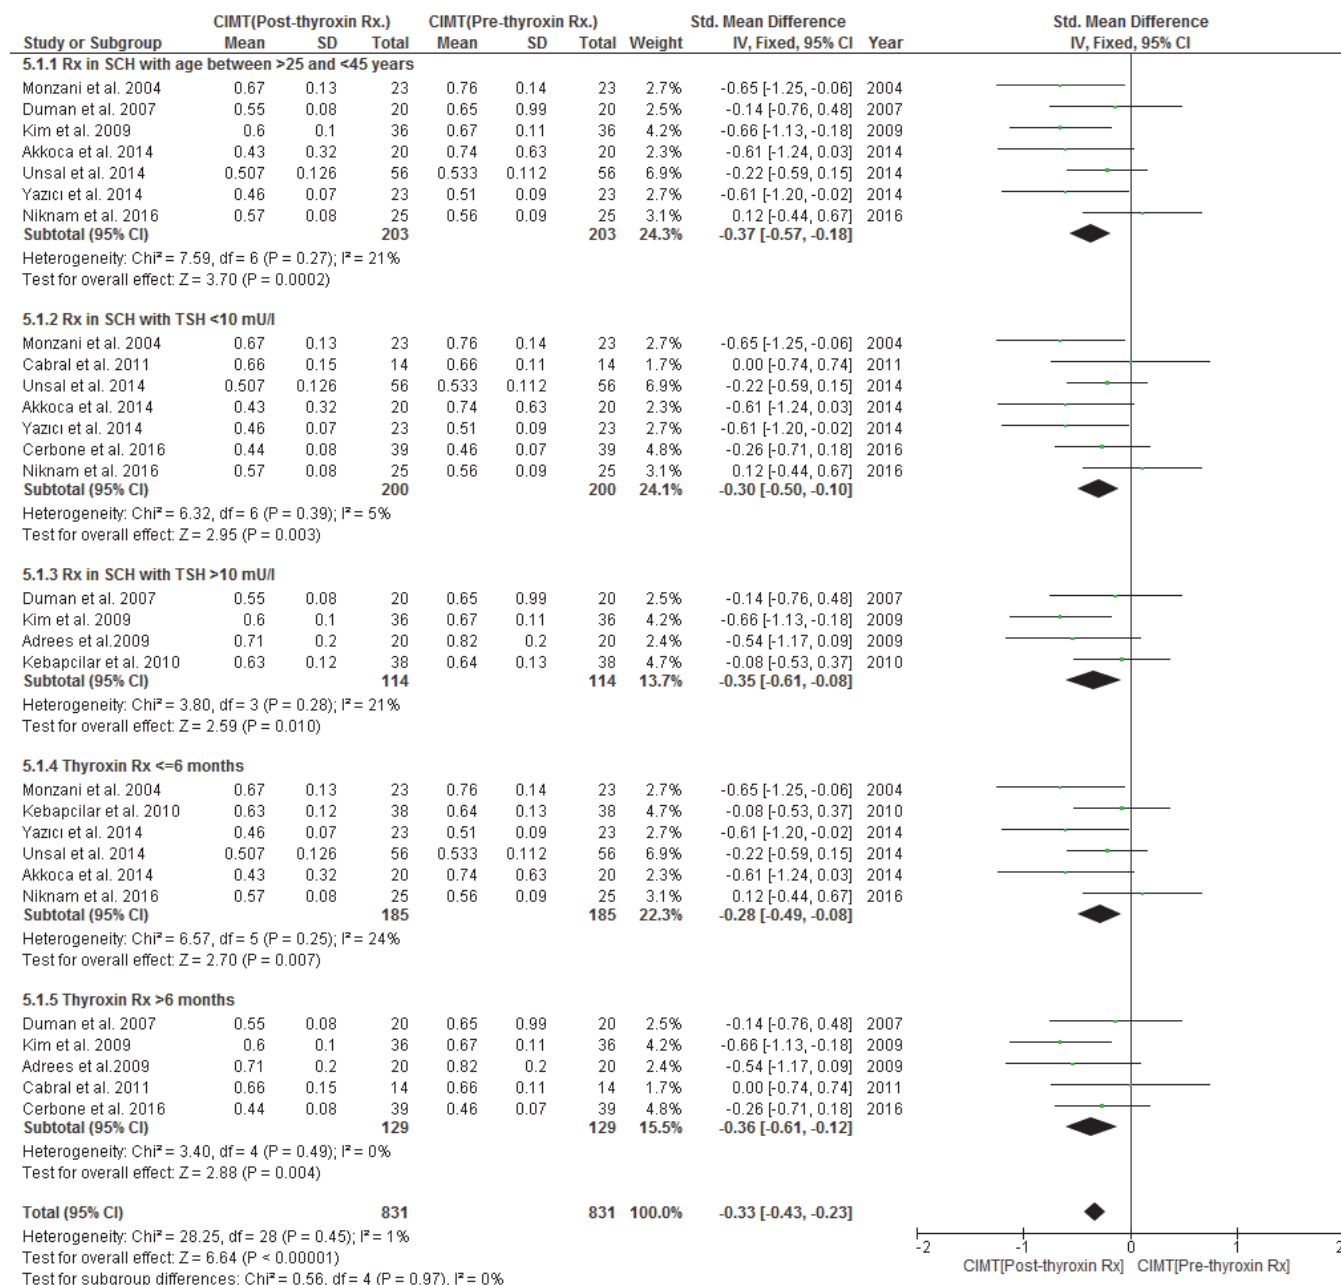 CIMT(Post-thyroxin Rx.) CIMT(Pre-thyroxin Rx.) Std. Mean Difference Std. Mean Difference
Study or Subgroup Mean SD Total Mean SD Total Weight IV, Fixed, 95% CI Year IV, Fixed, 95% CI
5.1.1 Rx in SCH with age between >25 and <45 years
Monzani et al. 2004 0.67 0.13 23 0.76 0.14 23 2.7% -0.65 [-1.25, -0.06] 2004
Duman et al. 2007 0.55 0.08 20 0.65 0.99 20 2.5% -0.14 [-0.76, 0.48] 2007
Kim et al. 2009 0.6 0.1 36 0.67 0.11 36 4.2% -0.66 [-1.13, -0.18] 2009
Akkoca et al. 2014 0.43 0.32 20 0.74 0.63 20 2.3% -0.61 [-1.24, 0.03] 2014
Unsal et al. 2014 0.507 0.126 56 0.533 0.112 56 6.9% -0.22 [-0.59, 0.15] 2014
Yazıcı et al. 2014 0.46 0.07 23 0.51 0.09 23 2.7% -0.61 [-1.20, -0.02] 2014
Niknam et al. 2016 0.57 0.08 25 0.56 0.09 25 3.1% 0.12 [-0.44, 0.67] 2016
Subtotal (95% CI) 203 203 24.3% -0.37 [-0.57, -0.18]
Heterogeneity: Chi² = 7.59, df = 6 (P = 0.27); I² = 21%
Test for overall effect: Z = 3.70 (P = 0.0002)
5.1.2 Rx in SCH with TSH <10 mU/l
Monzani et al. 2004 0.67 0.13 23 0.76 0.14 23 2.7% -0.65 [-1.25, -0.06] 2004
Cabral et al. 2011 0.66 0.15 14 0.66 0.11 14 1.7% 0.00 [-0.74, 0.74] 2011
Unsal et al. 2014 0.507 0.126 56 0.533 0.112 56 6.9% -0.22 [-0.59, 0.15] 2014
Akkoca et al. 2014 0.43 0.32 20 0.74 0.63 20 2.3% -0.61 [-1.24, 0.03] 2014
Yazıcı et al. 2014 0.46 0.07 23 0.51 0.09 23 2.7% -0.61 [-1.20, -0.02] 2014
Cerbone et al. 2016 0.44 0.08 39 0.46 0.07 39 4.8% -0.26 [-0.71, 0.18] 2016
Niknam et al. 2016 0.57 0.08 25 0.56 0.09 25 3.1% 0.12 [-0.44, 0.67] 2016
Subtotal (95% CI) 200 200 24.1% -0.30 [-0.50, -0.10]
Heterogeneity: Chi² = 6.32, df = 6 (P = 0.39); I² = 5%
Test for overall effect: Z = 2.95 (P = 0.003)
5.1.3 Rx in SCH with TSH >10 mU/l
Duman et al. 2007 0.55 0.08 20 0.65 0.99 20 2.5% -0.14 [-0.76, 0.48] 2007
Kim et al. 2009 0.6 0.1 36 0.67 0.11 36 4.2% -0.66 [-1.13, -0.18] 2009
Adrees et al.2009 0.71 0.2 20 0.82 0.2 20 2.4% -0.54 [-1.17, 0.09] 2009
Kebapcilar et al. 2010 0.63 0.12 38 0.64 0.13 38 4.7% -0.08 [-0.53, 0.37] 2010
Subtotal (95% CI) 114 114 13.7% -0.35 [-0.61, -0.08]
Heterogeneity: Chi² = 3.80, df = 3 (P = 0.28); I² = 21%
Test for overall effect: Z = 2.59 (P = 0.010)
5.1.4 Thyroxin Rx <=6 months
Monzani et al. 2004 0.67 0.13 23 0.76 0.14 23 2.7% -0.65 [-1.25, -0.06] 2004
Kebapcilar et al. 2010 0.63 0.12 38 0.64 0.13 38 4.7% -0.08 [-0.53, 0.37] 2010
Yazıcı et al. 2014 0.46 0.07 23 0.51 0.09 23 2.7% -0.61 [-1.20, -0.02] 2014
Unsal et al. 2014 0.507 0.126 56 0.533 0.112 56 6.9% -0.22 [-0.59, 0.15] 2014
Akkoca et al. 2014 0.43 0.32 20 0.74 0.63 20 2.3% -0.61 [-1.24, 0.03] 2014
Niknam et al. 2016 0.57 0.08 25 0.56 0.09 25 3.1% 0.12 [-0.44, 0.67] 2016
Subtotal (95% CI) 185 185 22.3% -0.28 [-0.49, -0.08]
Heterogeneity: Chi² = 6.57, df = 5 (P = 0.25); I² = 24%
Test for overall effect: Z = 2.70 (P = 0.007)
5.1.5 Thyroxin Rx >6 months
Duman et al. 2007 0.55 0.08 20 0.65 0.99 20 2.5% -0.14 [-0.76, 0.48] 2007
Kim et al. 2009 0.6 0.1 36 0.67 0.11 36 4.2% -0.66 [-1.13, -0.18] 2009
Adrees et al.2009 0.71 0.2 20 0.82 0.2 20 2.4% -0.54 [-1.17, 0.09] 2009
Cabral et al. 2011 0.66 0.15 14 0.66 0.11 14 1.7% 0.00 [-0.74, 0.74] 2011
Cerbone et al. 2016 0.44 0.08 39 0.46 0.07 39 4.8% -0.26 [-0.71, 0.18] 2016
Subtotal (95% CI) 129 129 15.5% -0.36 [-0.61, -0.12]
Heterogeneity: Chi² = 3.40, df = 4 (P = 0.49); I² = 0%
Test for overall effect: Z = 2.88 (P = 0.004)
Total (95% CI) 831 831 100.0% -0.33 [-0.43, -0.23]
Heterogeneity: Chi² = 28.25, df = 28 (P = 0.45); I² = 1%
Test for overall effect: Z = 6.64 (P < 0.00001)
Test for subgroup differences: Chi² = 0.56, df = 4 (P = 0.97), I² = 0%
-2 -1 0 1 2
CIMT[Post-thyroxin Rx] CIMT[Pre-thyroxin Rx]